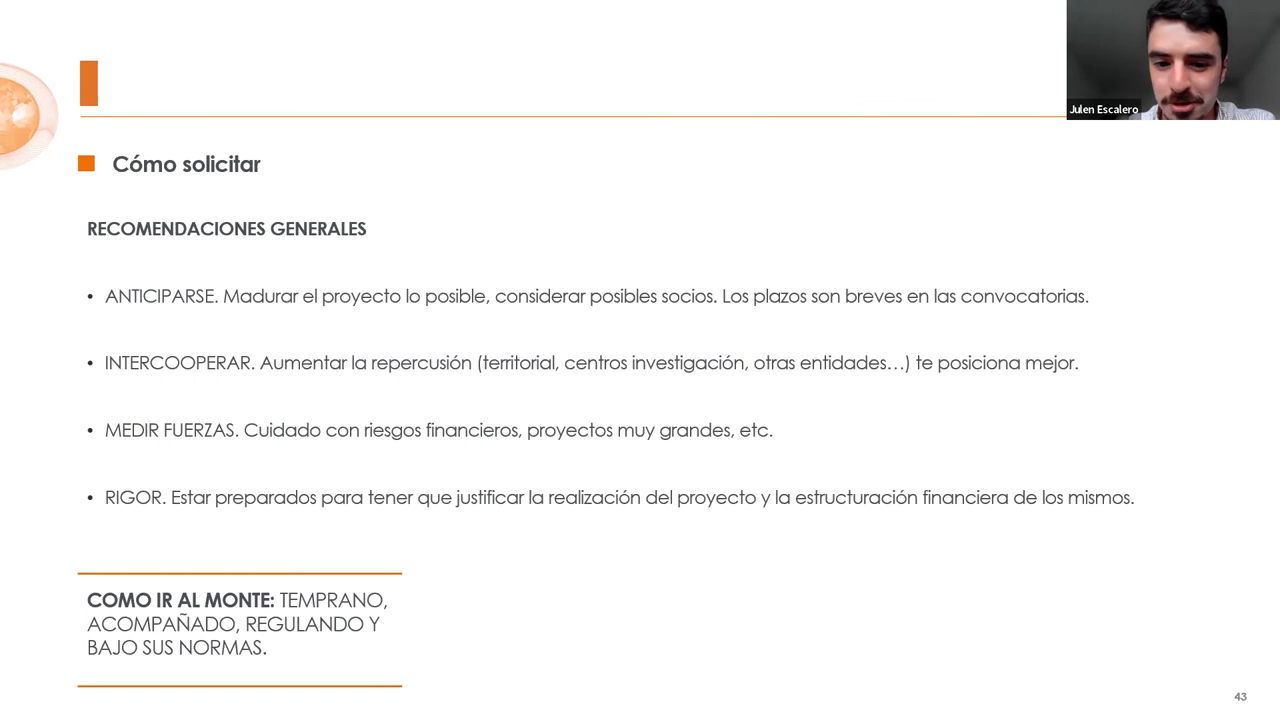 Julen Escalero
Cómo solicitar
RECOMENDACIONES GENERALES
• ANTICIPARSE. Madurar el proyecto lo posible, considerar posibles socios. Los plazos son breves en las convocatorias.
• INTERCOOPERAR. Aumentar la repercusión (territorial, centros investigación, otras entidades…) te posiciona mejor.
• MEDIR FUERZAS. Cuidado con riesgos financieros, proyectos muy grandes, etc.
• RIGOR. Estar preparados para tener que justificar la realización del proyecto y la estructuración financiera de los mismos.
COMO IR AL MONTE: TEMPRANO,
ACOMPAÑADO, REGULANDO Y
BAJO SUS NORMAS.
43